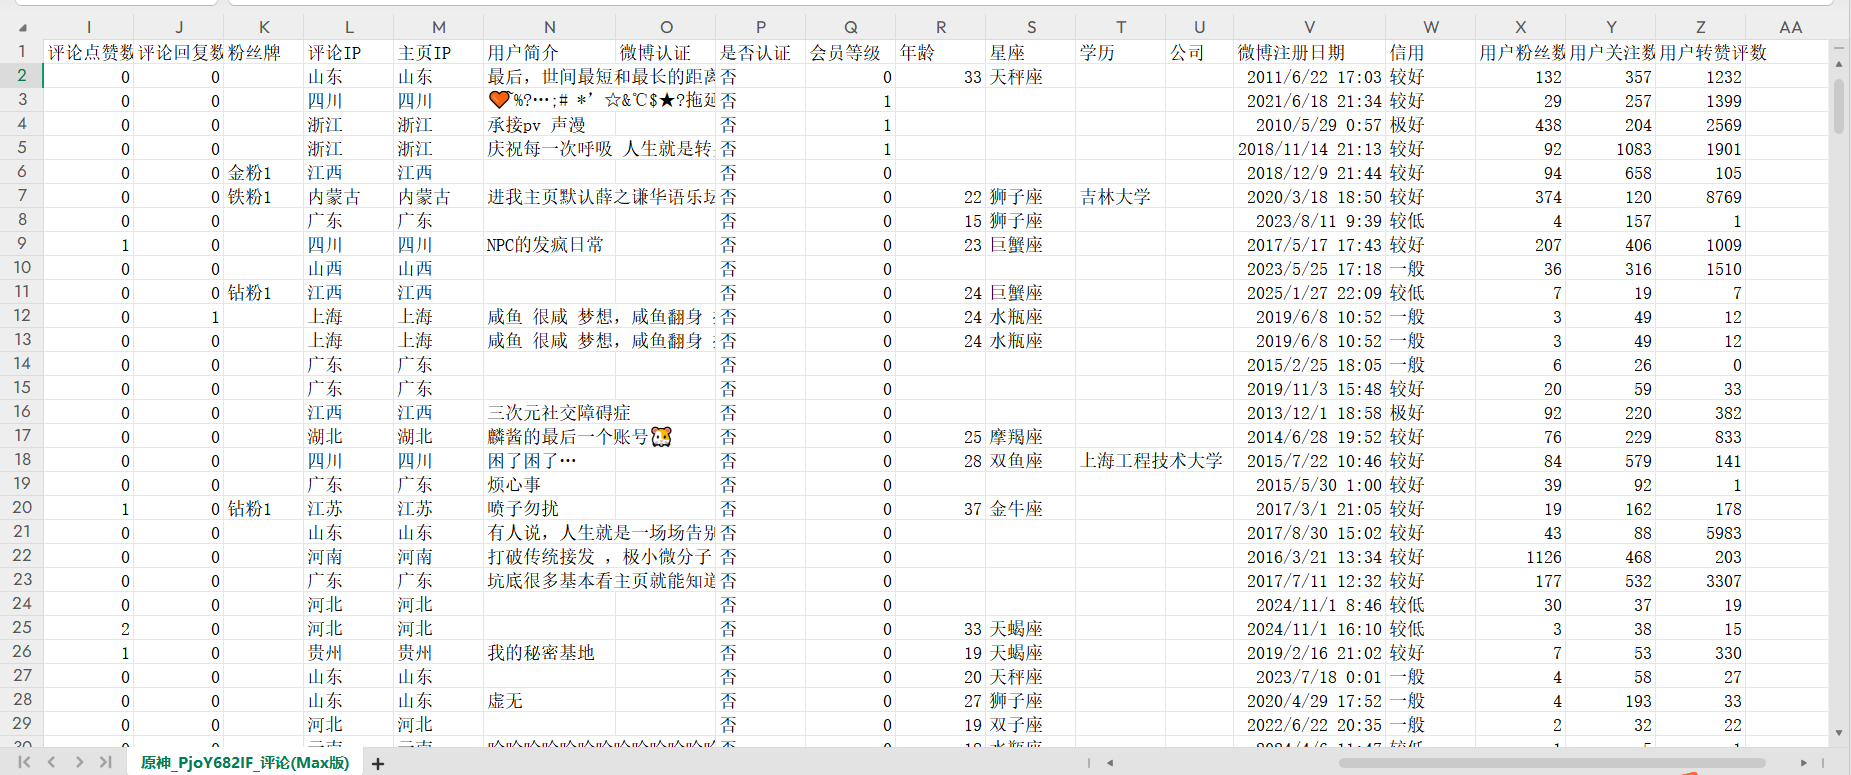 I J K L M N O P Q R S T U V W X Y Z AA
1 评论点赞数 评论回复数 粉丝牌 评论IP 主页IP 用户简介 微博认证 是否认证 会员等级 年龄 星座 学历 公司 微博注册日期 信用 用户粉丝数 用户关注数 用户转赞评数
2 0 0 山东 山东 最后，世间最短和最长的距离 否 0 33 天秤座 2011/6/22 17:03 较好 132 357 1232
3 0 0 四川 四川 %?…;# *’☆&℃$★?拖延 否 1 2021/6/18 21:34 较好 29 257 1399
4 0 0 浙江 浙江 承接pv 声漫 否 1 2010/5/29 0:57 极好 438 204 2569
5 0 0 浙江 浙江 庆祝每一次呼吸 人生就是转 否 1 2018/11/14 21:13 较好 92 1083 1901
6 0 0 金粉1 江西 江西 否 0 2018/12/9 21:44 较好 94 658 105
7 0 0 铁粉1 内蒙古 内蒙古 进我主页默认薛之谦华语乐坛 否 0 22 狮子座 吉林大学 2020/3/18 18:50 较好 374 120 8769
8 0 0 广东 广东 否 0 15 狮子座 2023/8/11 9:39 较低 4 157 1
9 1 0 四川 四川 NPC的发疯日常 否 0 23 巨蟹座 2017/5/17 17:43 较好 207 406 1009
10 0 0 山西 山西 否 0 2023/5/25 17:18 一般 36 316 1510
11 0 0 钻粉1 江西 江西 否 0 24 巨蟹座 2025/1/27 22:09 较低 7 19 7
12 0 1 上海 上海 咸鱼 很咸 梦想，咸鱼翻身 否 0 24 水瓶座 2019/6/8 10:52 一般 3 49 12
13 0 0 上海 上海 咸鱼 很咸 梦想，咸鱼翻身 否 0 24 水瓶座 2019/6/8 10:52 一般 3 49 12
14 0 0 广东 广东 否 0 2015/2/25 18:05 一般 6 26 0
15 0 0 广东 广东 否 0 2019/11/3 15:48 较好 20 59 33
16 0 0 江西 江西 三次元社交障碍症 否 0 2013/12/1 18:58 极好 92 220 382
17 0 0 湖北 湖北 麟酱的最后一个账号🐹 否 0 25 摩羯座 2014/6/28 19:52 较好 76 229 833
18 0 0 四川 四川 困了困了… 否 0 28 双鱼座 上海工程技术大学 2015/7/22 10:46 较好 84 579 141
19 0 0 广东 广东 烦心事 否 0 2015/5/30 1:00 较好 39 92 1
20 1 0 钻粉1 江苏 江苏 喷子勿扰 否 0 37 金牛座 2017/3/1 21:05 较好 19 162 178
21 0 0 山东 山东 有人说，人生就是一场场告别 否 0 2017/8/30 15:02 较好 43 88 5983
22 0 0 河南 河南 打破传统接发 ，极小微分子 否 0 2016/3/21 13:34 较好 1126 468 203
23 0 0 广东 广东 坑底很多基本看主页就能知道 否 0 2017/7/11 12:32 较好 177 532 3307
24 0 0 河北 河北 否 0 2024/11/1 8:46 较低 30 37 19
25 2 0 河北 河北 否 0 33 天蝎座 2024/11/1 16:10 较低 3 38 15
26 1 0 贵州 贵州 我的秘密基地 否 0 19 天蝎座 2019/2/16 21:02 较好 7 53 330
27 0 0 山东 山东 否 0 20 天秤座 2023/7/18 0:01 一般 4 58 27
28 0 0 山东 山东 虚无 否 0 27 狮子座 2020/4/29 17:52 一般 4 193 33
29 0 0 河北 河北 否 0 19 双子座 2022/6/22 20:35 一般 2 32 22
原神_PjoY682IF_评论(Max版)